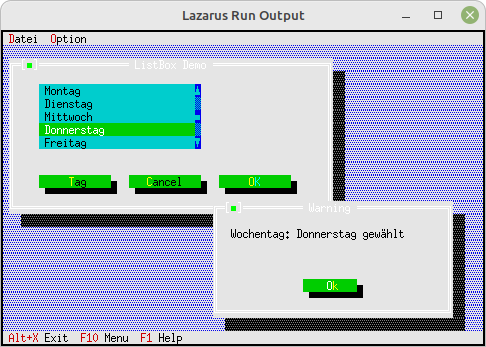 Lazarus Run Output
Datei Option
ListBox Demo
Montag
Dienstag
Mittwoch
Donnerstag
Freitag
Tag Cancel OK
Warning
Wochentag: Donnerstag gewählt
Ok
Alt+X Exit F10 Menu F1 Help